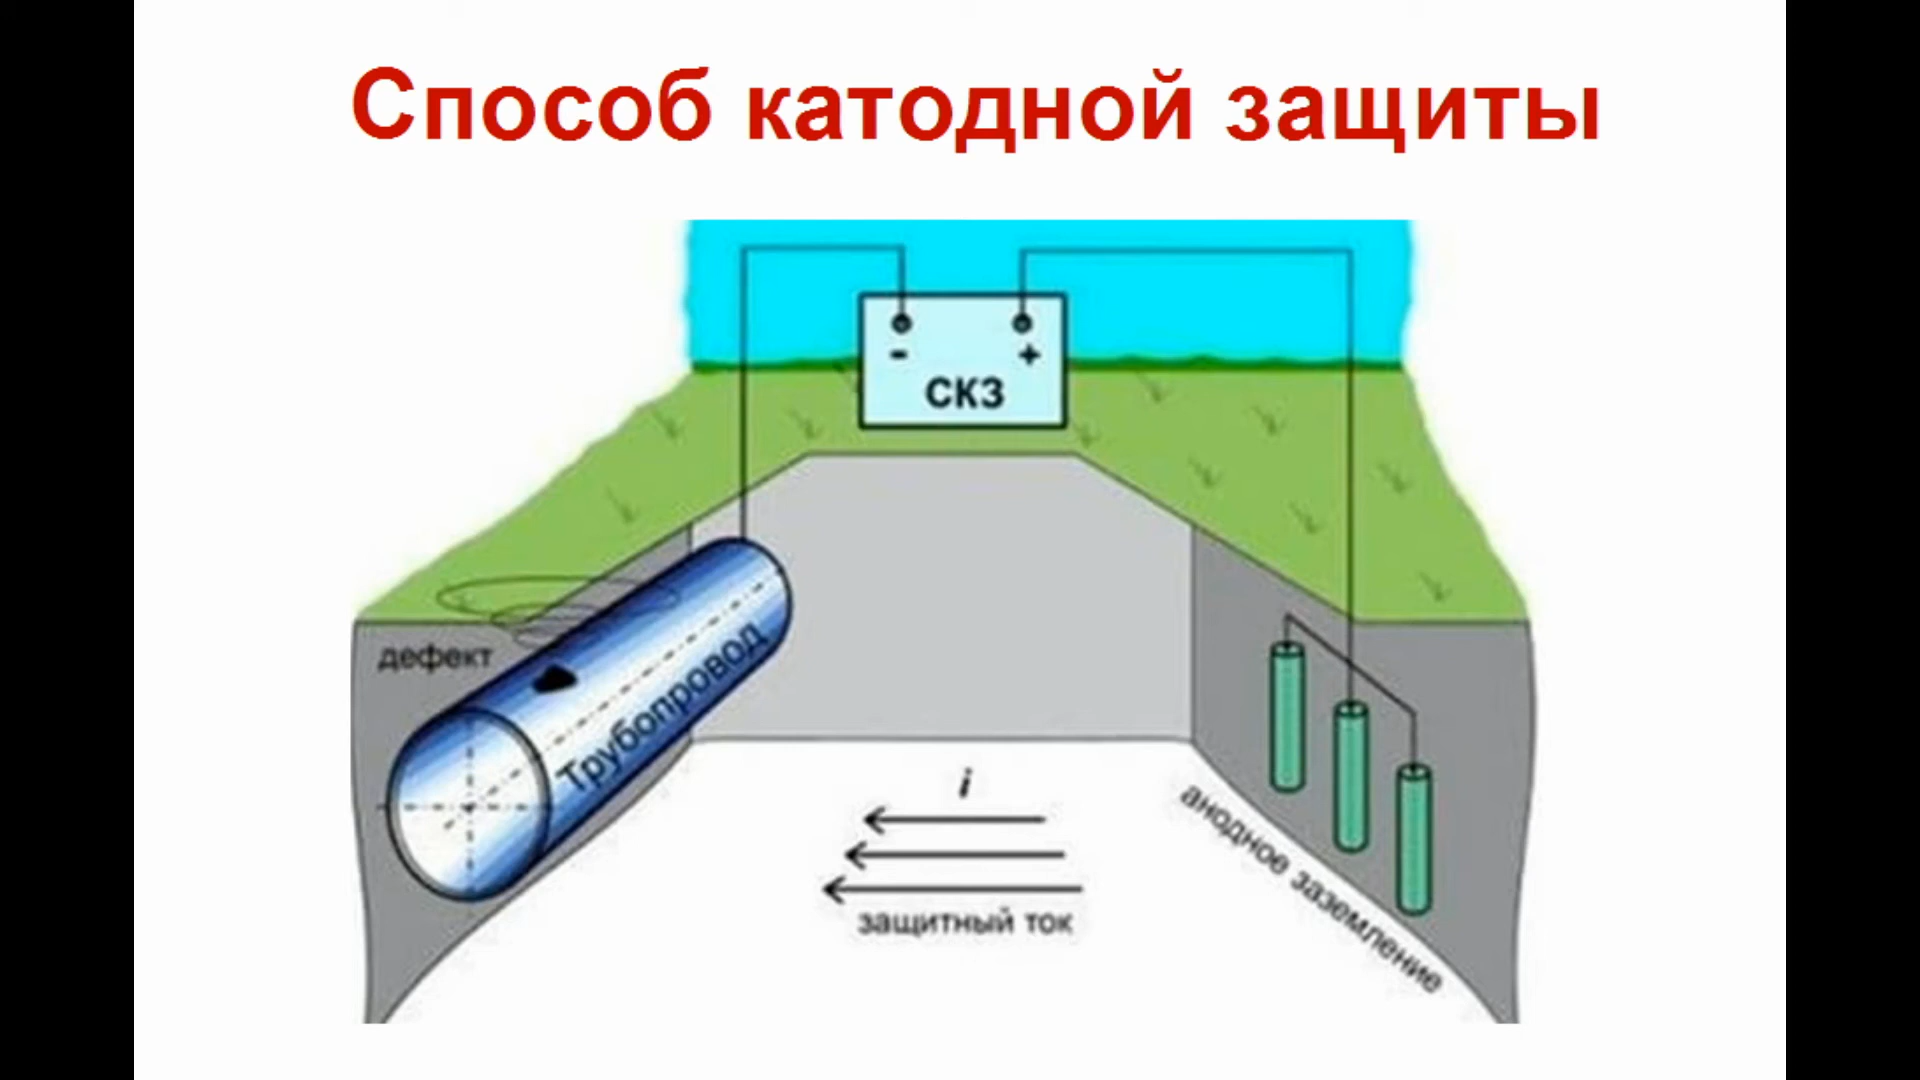 Способ катодной защиты
- +
СКЗ
дефект
Трубопровод
i
защитный ток
анодное заземление